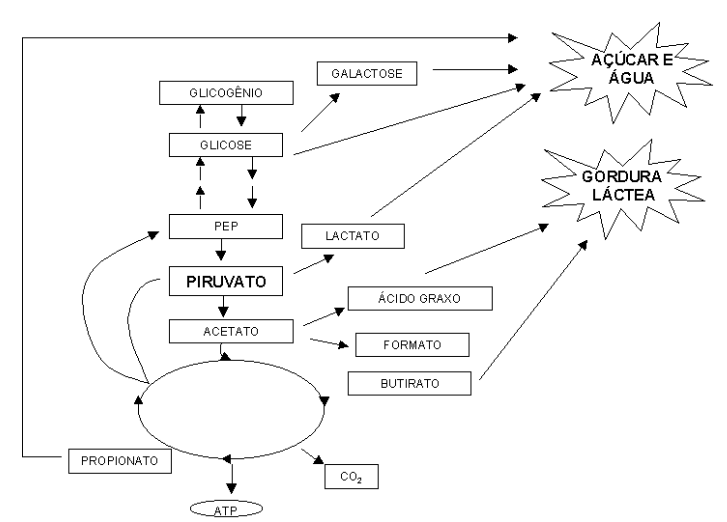 AÇÚCAR E
ÁGUA
GALACTOSE
GLICOGÊNIO
GLICOSE
GORDURA
LÁCTEA
PEP
LACTATO
PIRUVATO
ÁCIDO GRAXO
ACETATO
FORMATO
BUTIRATO
PROPIONATO
CO₂
ATP